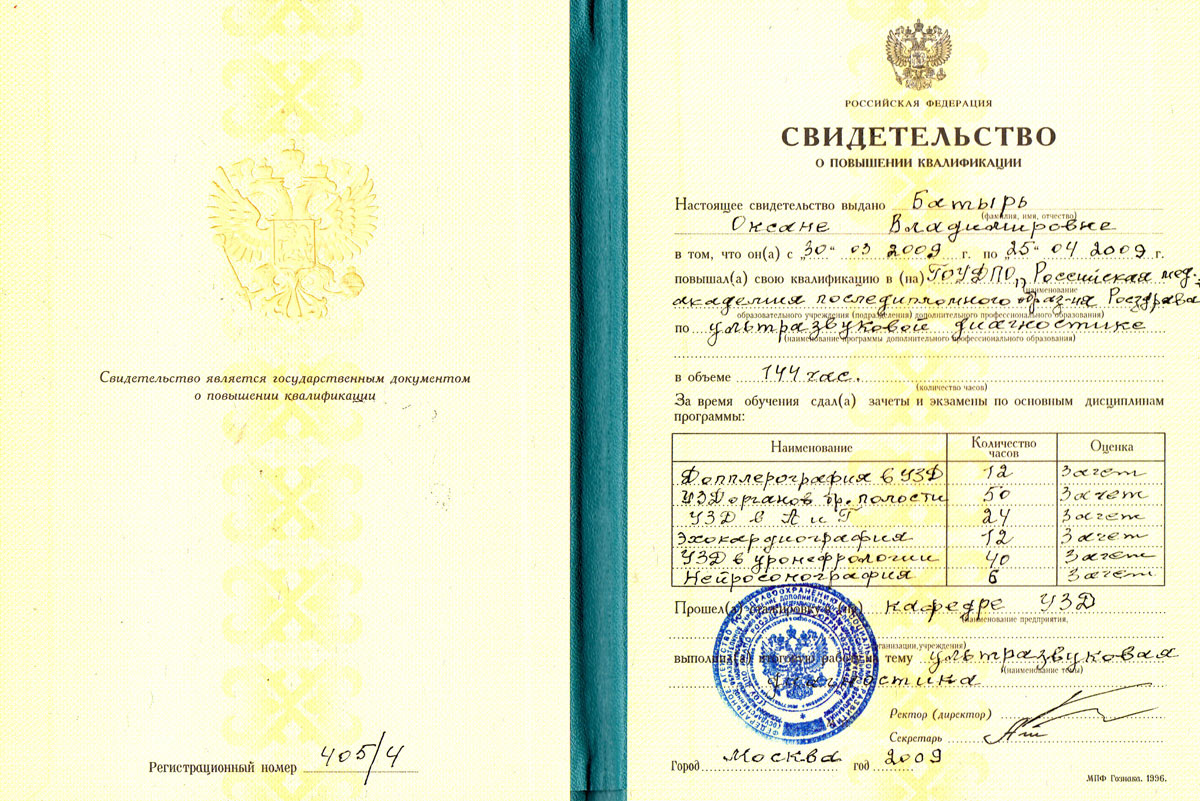 Свидетельство является государственным документом
о повышении квалификации
Регистрационный номер 405/4
РОССИЙСКАЯ ФЕДЕРАЦИЯ
СВИДЕТЕЛЬСТВО
О ПОВЫШЕНИИ КВАЛИФИКАЦИИ
Настоящее свидетельство выдано Батырь
(фамилия, имя, отчество)
Оксане Владимировне
в том, что он(а) с „30“ 03 2009 г. по „25“ 04 2009 г.
повышал(а) свою квалификацию в (на) ГОУДПО „Российская мед.
(наименование
академия последипломного образ-ия Росздрава
образовательного учреждения (подразделения) дополнительного профессионального образования)
по ультразвуковой диагностике
(наименование программы дополнительного профессионального образования)
в объеме 144 час.
(количество часов)
За время обучения сдал(а) зачеты и экзамены по основным дисциплинам
программы:
Наименование Количество часов Оценка
Допплерография в УЗД 12 Зачет
УЗД органов бр. полости 50 Зачет
УЗД в А и Г 24 Зачет
Эхокардиография 12 Зачет
УЗД в уронефрологии 40 Зачет
Нейросонография 6 Зачет
Прошел(а) стажировку в (на) кафедре УЗД
(наименование предприятия,
организации, учреждения)
выполнил(а) итоговую работу на тему ультразвуковая
(наименование темы)
диагностика
Ректор (директор)
Секретарь
Город Москва год 2009
МПФ Гознака. 1996.